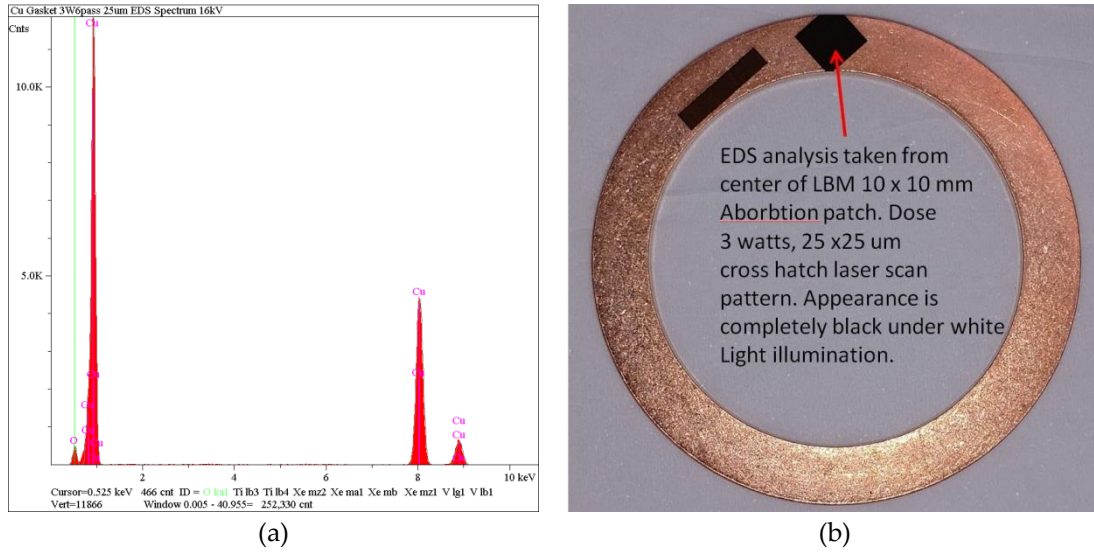 Cu Gasket 3W6pass 25um EDS Spectrum 16kV
Cnts
Cu
10.0K
5.0K
Cu
Cu
Cu
Cu
Cu
Cu
O
Cu
Cu
2
4
6
8
10 keV
Cursor=0.525 keV 466 cnt ID = O ka1 Ti lb3 Ti lb4 Xe mz2 Xe ma1 Xe mb Xe mz1 V lg1 V lb1
Vert=11866 Window 0.005 - 40.955= 252,330 cnt
(a)
EDS analysis taken from
center of LBM 10 x 10 mm
Aborbtion patch. Dose
3 watts, 25 x25 um
cross hatch laser scan
pattern. Appearance is
completely black under white
Light illumination.
(b)